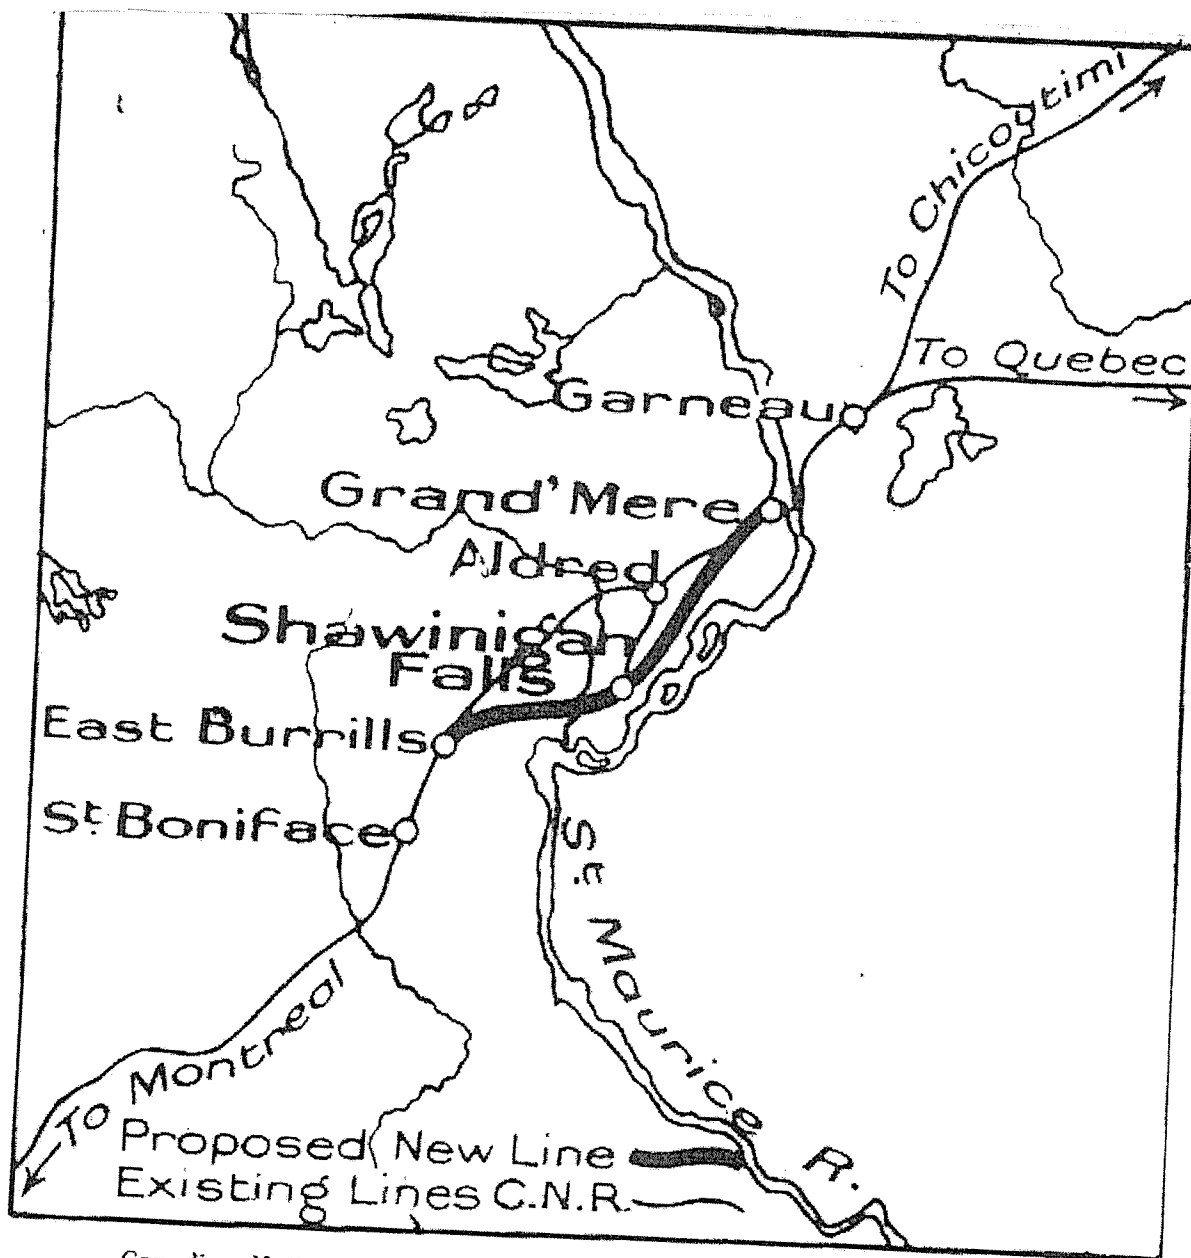 To Chicoutimi
To Quebec
Garneau
Grand'Mere
Aldred
Shawinigan
Falls
East Burrills
St. Boniface
St. Maurice R.
To Montreal
Proposed New Line
Existing Lines C.N.R.